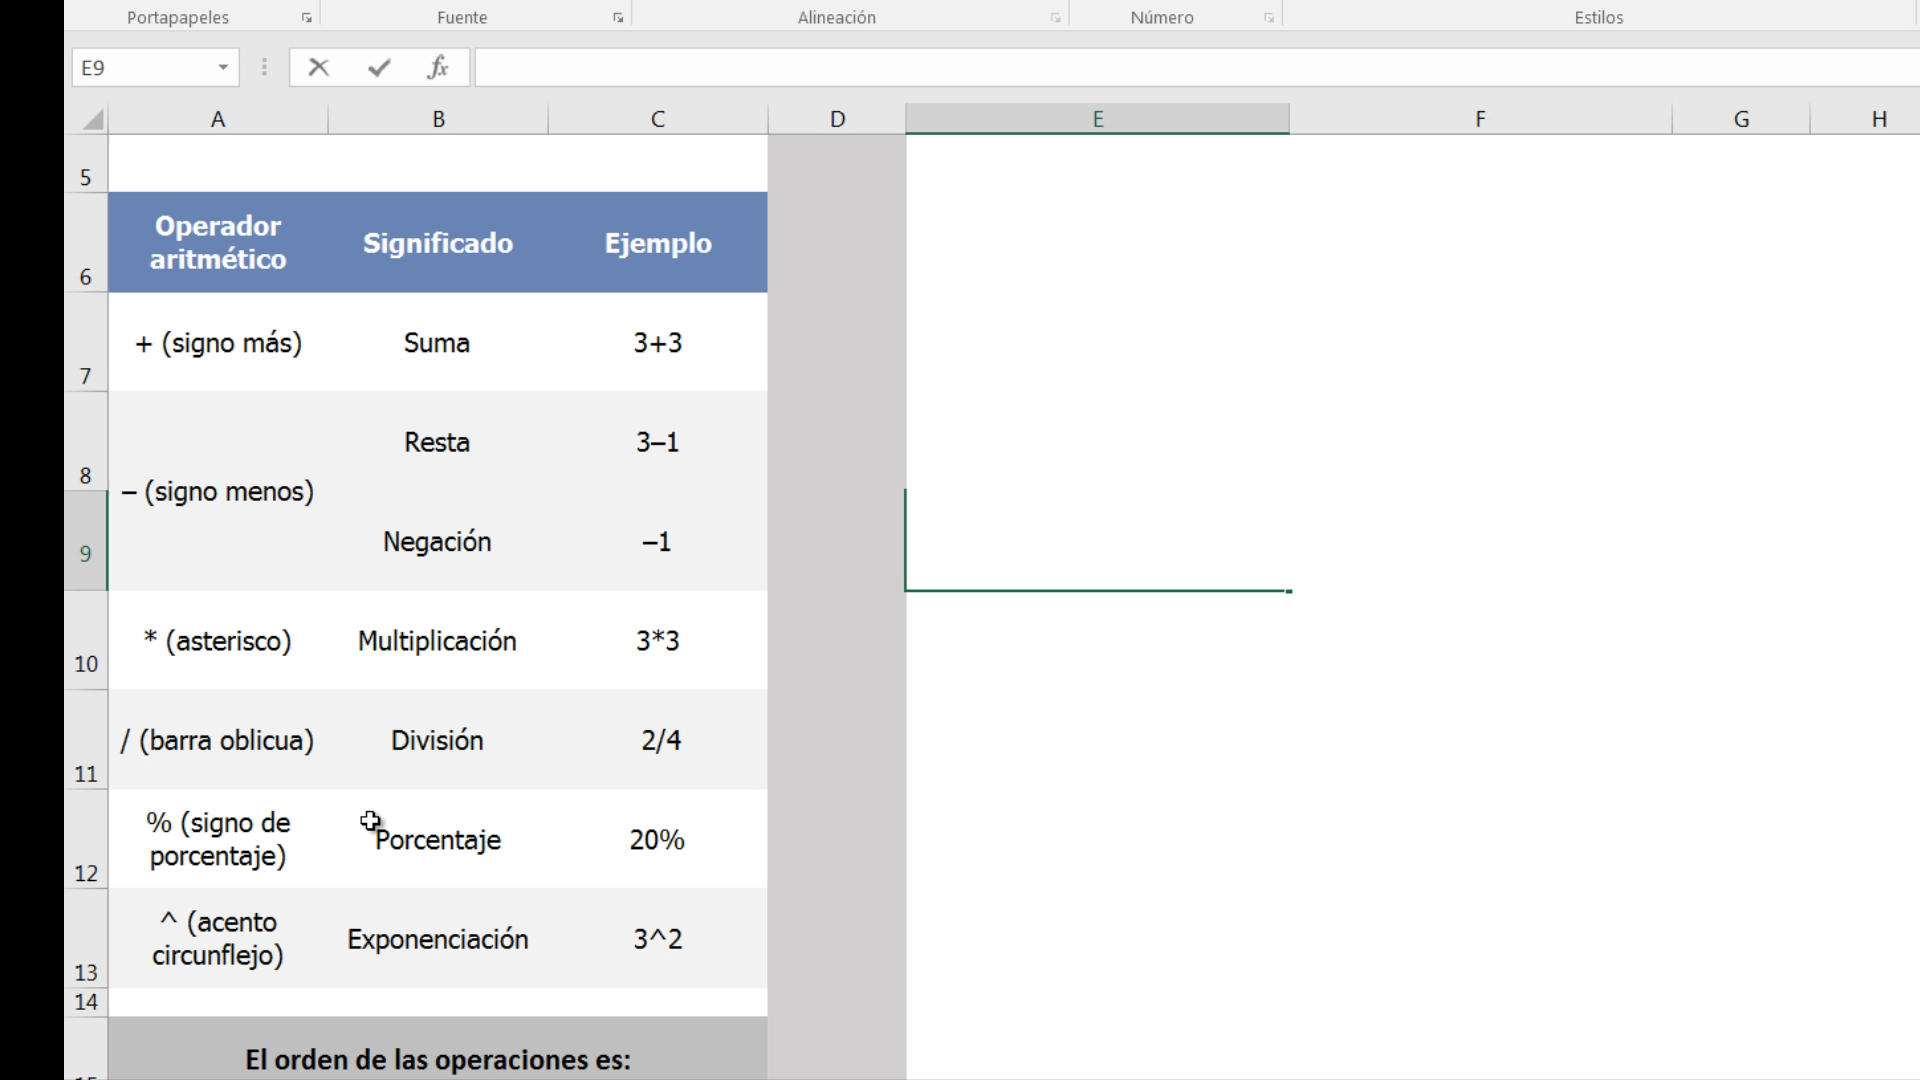 Portapapeles Fuente Alineación Número Estilos
E9 fx
A B C D E F G H
5
6 Operador aritmético Significado Ejemplo
7 + (signo más) Suma 3+3
8 Resta 3–1
– (signo menos)
9 Negación –1
10 * (asterisco) Multiplicación 3*3
11 / (barra oblicua) División 2/4
12 % (signo de porcentaje) Porcentaje 20%
13 ^ (acento circunflejo) Exponenciación 3^2
14
El orden de las operaciones es: